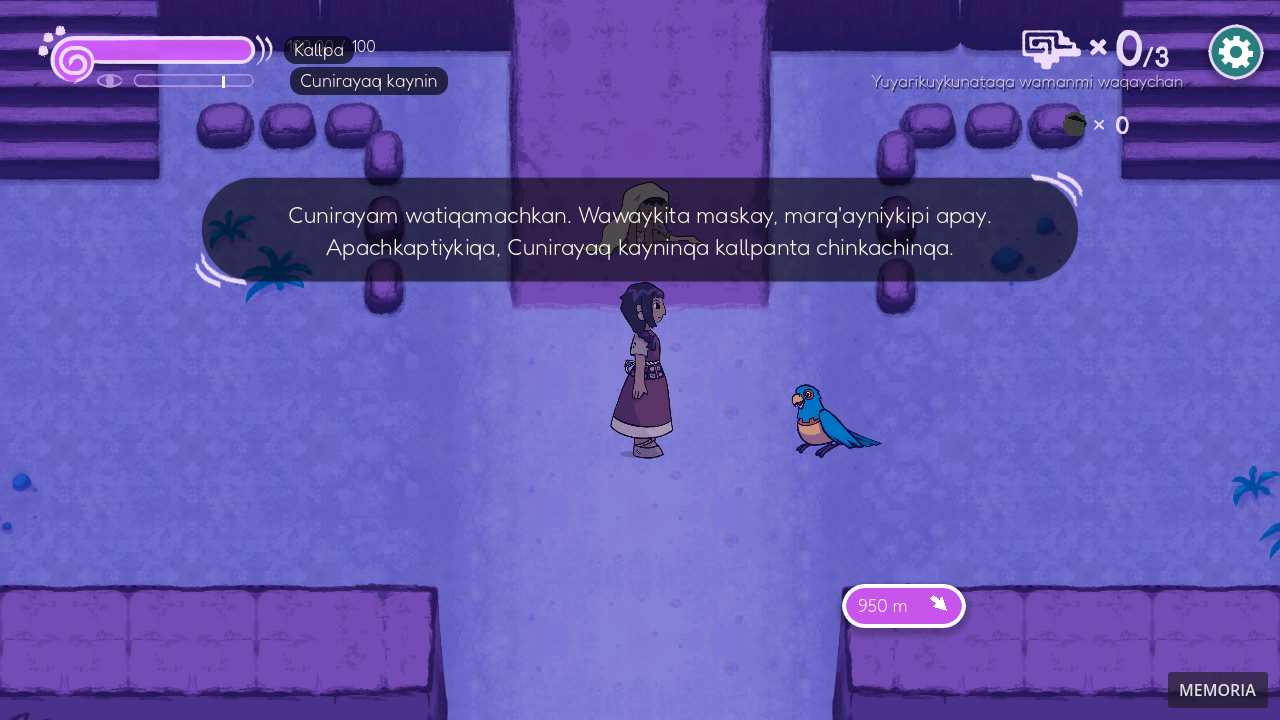 Kallpa / 100
Cunirayaq kaynin
× 0/3
Yuyarikuykunataqa wamanmi waqaychan
× 0
Cunirayam watiqamachkan. Wawaykita maskay, marq'ayniykipi apay.
Apachkaptiykiqa, Cunirayaq kayninqa kallpanta chinkachinqa.
950 m
MEMORIA